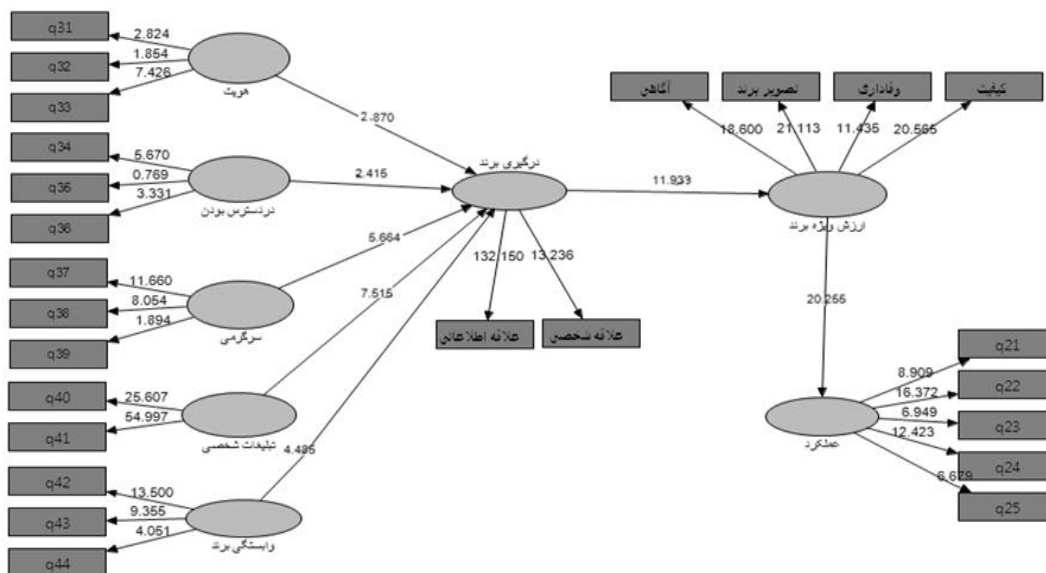 q31
2.824
q32
1.854
7.426
q33
هویت
2.870
q34
5.670
q36
0.769
3.331
q36
دردسترس بودن
2.415
درگیری برند
11.933
q37
11.660
q38
8.054
1.894
q39
سرگرمی
5.664
q40
25.607
q41
54.997
تبلیغات شخصی
7.515
q42
13.500
q43
9.355
4.051
q44
وابستگی برند
4.485
132.150
13.236
علاقه اطلاعاتی
علاقه شخصی
آگاهی
تصویر برند
وفاداری
کیفیت
18.600
21.113
11.435
20.565
ارزش ویژه برند
20.255
عملکرد
8.909
q21
16.372
q22
6.949
q23
12.423
q24
6.679
q25